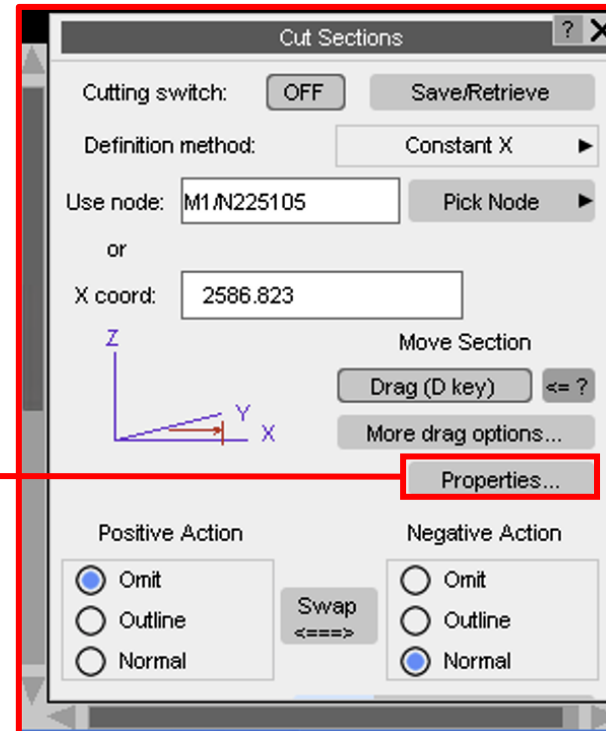 Cut Sections ? X
Cutting switch: OFF Save/Retrieve
Definition method: Constant X
Use node: M1/N225105 Pick Node
or
X coord: 2586.823
Z
Y
X
Move Section
Drag (D key) <= ?
More drag options...
Properties...
Positive Action Negative Action
Omit Omit
Outline Swap Outline
<===>
Normal Normal